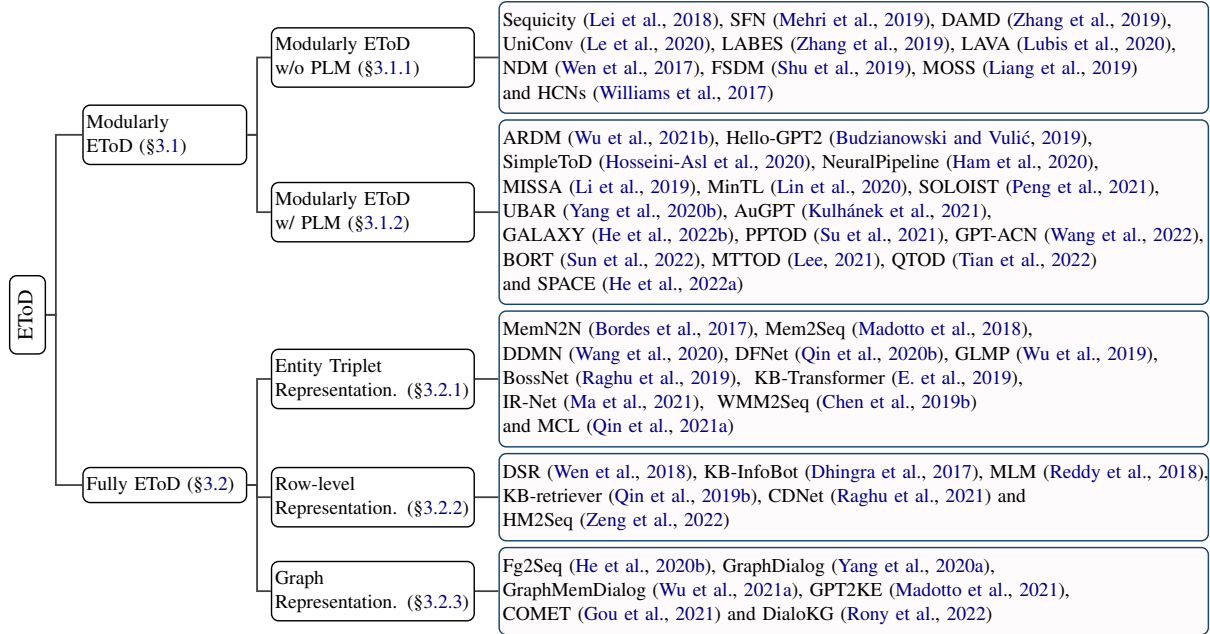 EToD
Modularly
EToD (§3.1)
Modularly EToD
w/o PLM (§3.1.1)
Sequicity (Lei et al., 2018), SFN (Mehri et al., 2019), DAMD (Zhang et al., 2019),
UniConv (Le et al., 2020), LABES (Zhang et al., 2019), LAVA (Lubis et al., 2020),
NDM (Wen et al., 2017), FSDM (Shu et al., 2019), MOSS (Liang et al., 2019)
and HCNs (Williams et al., 2017)
Modularly EToD
w/ PLM (§3.1.2)
ARDM (Wu et al., 2021b), Hello-GPT2 (Budzianowski and Vulić, 2019),
SimpleToD (Hosseini-Asl et al., 2020), NeuralPipeline (Ham et al., 2020),
MISSA (Li et al., 2019), MinTL (Lin et al., 2020), SOLOIST (Peng et al., 2021),
UBAR (Yang et al., 2020b), AuGPT (Kulhánek et al., 2021),
GALAXY (He et al., 2022b), PPTOD (Su et al., 2021), GPT-ACN (Wang et al., 2022),
BORT (Sun et al., 2022), MTTOD (Lee, 2021), QTOD (Tian et al., 2022)
and SPACE (He et al., 2022a)
Fully EToD (§3.2)
Entity Triplet
Representation. (§3.2.1)
MemN2N (Bordes et al., 2017), Mem2Seq (Madotto et al., 2018),
DDMN (Wang et al., 2020), DFNet (Qin et al., 2020b), GLMP (Wu et al., 2019),
BossNet (Raghu et al., 2019), KB-Transformer (E. et al., 2019),
IR-Net (Ma et al., 2021), WMM2Seq (Chen et al., 2019b)
and MCL (Qin et al., 2021a)
Row-level
Representation. (§3.2.2)
DSR (Wen et al., 2018), KB-InfoBot (Dhingra et al., 2017), MLM (Reddy et al., 2018),
KB-retriever (Qin et al., 2019b), CDNet (Raghu et al., 2021) and
HM2Seq (Zeng et al., 2022)
Graph
Representation. (§3.2.3)
Fg2Seq (He et al., 2020b), GraphDialog (Yang et al., 2020a),
GraphMemDialog (Wu et al., 2021a), GPT2KE (Madotto et al., 2021),
COMET (Gou et al., 2021) and DialoKG (Rony et al., 2022)